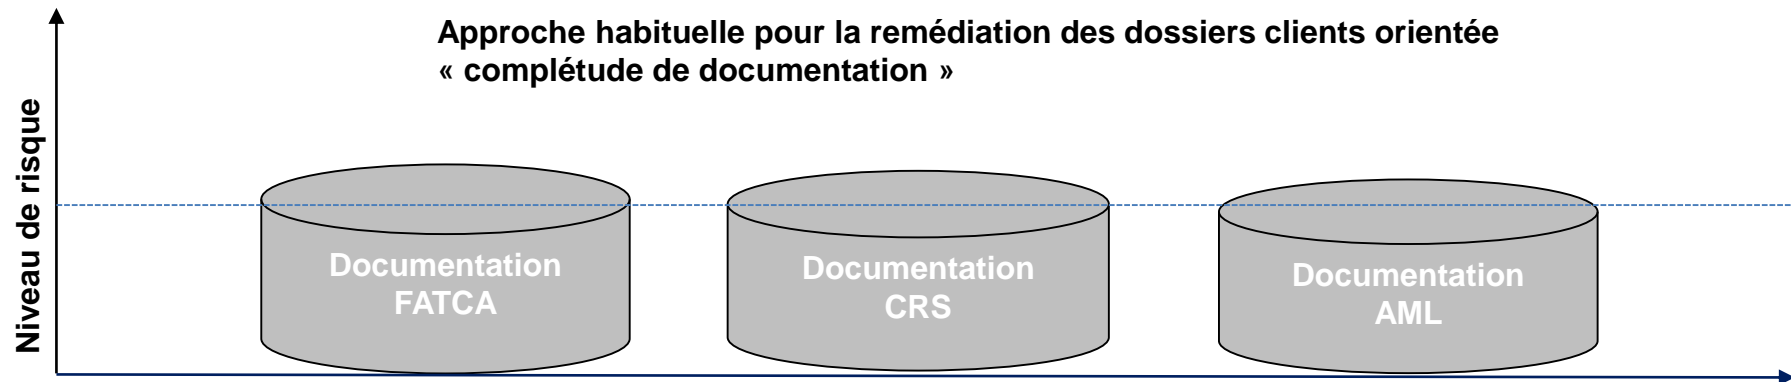 Approche habituelle pour la remédiation des dossiers clients orientée
« complétude de documentation »
Niveau de risque
Documentation
FATCA
Documentation
CRS
Documentation
AML